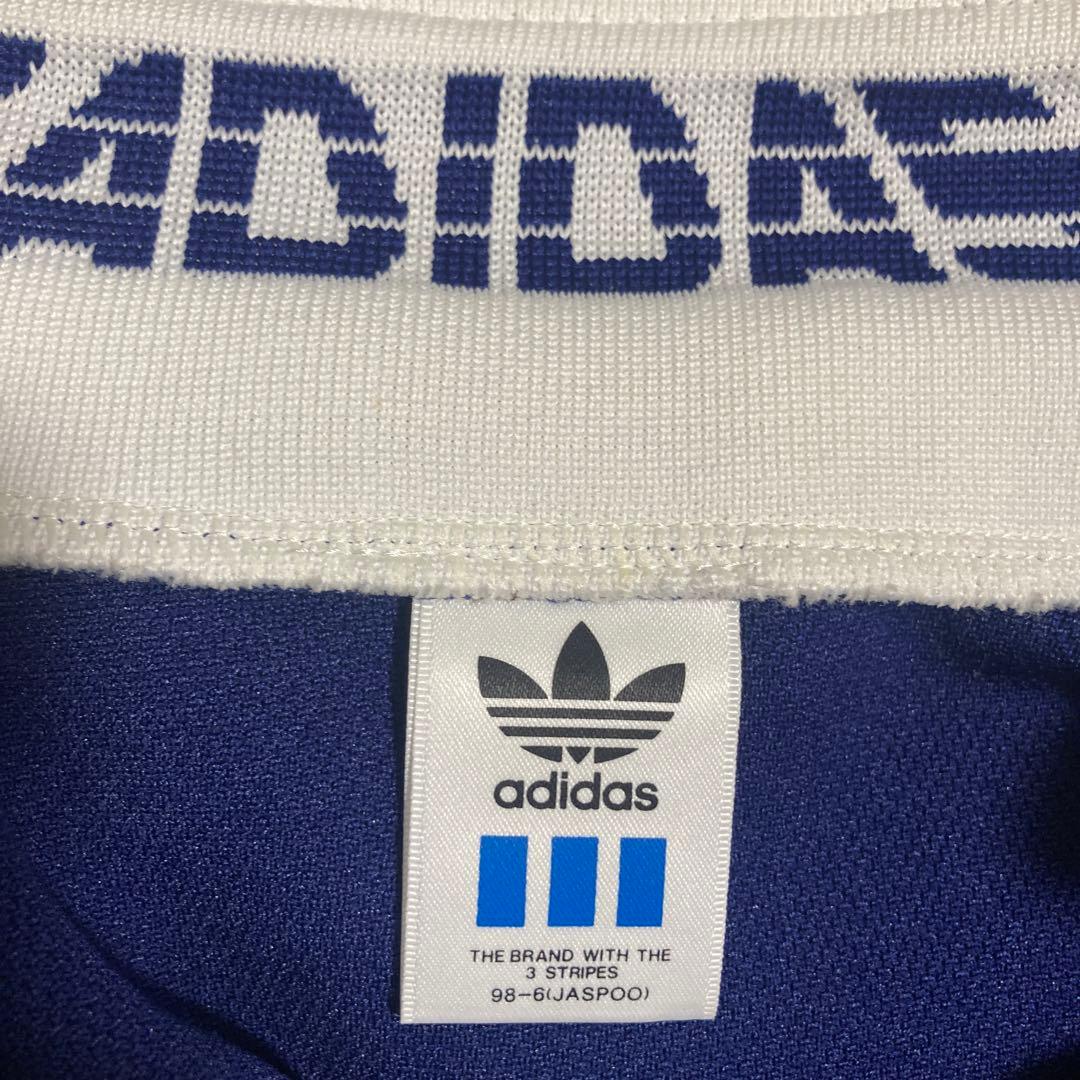 ADIDAS
adidas
THE BRAND WITH THE
3 STRIPES
98-6(JASPOO)